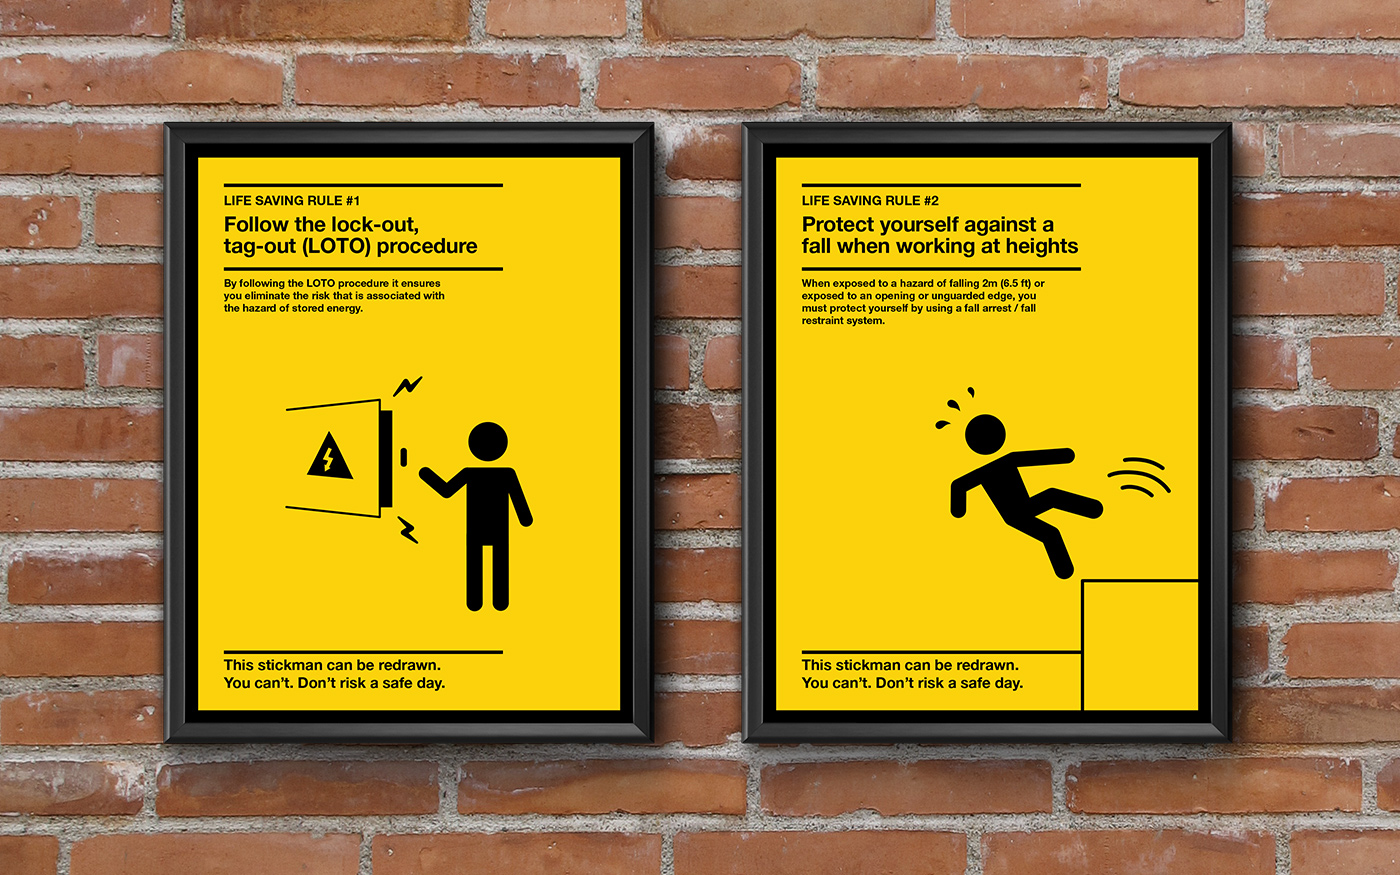 LIFE SAVING RULE #1
Follow the lock-out,
tag-out (LOTO) procedure
By following the LOTO procedure it ensures
you eliminate the risk that is associated with
the hazard of stored energy.
This stickman can be redrawn.
You can’t. Don’t risk a safe day.
LIFE SAVING RULE #2
Protect yourself against a
fall when working at heights
When exposed to a hazard of falling 2m (6.5 ft) or
exposed to an opening or unguarded edge, you
must protect yourself by using a fall arrest / fall
restraint system.
This stickman can be redrawn.
You can’t. Don’t risk a safe day.